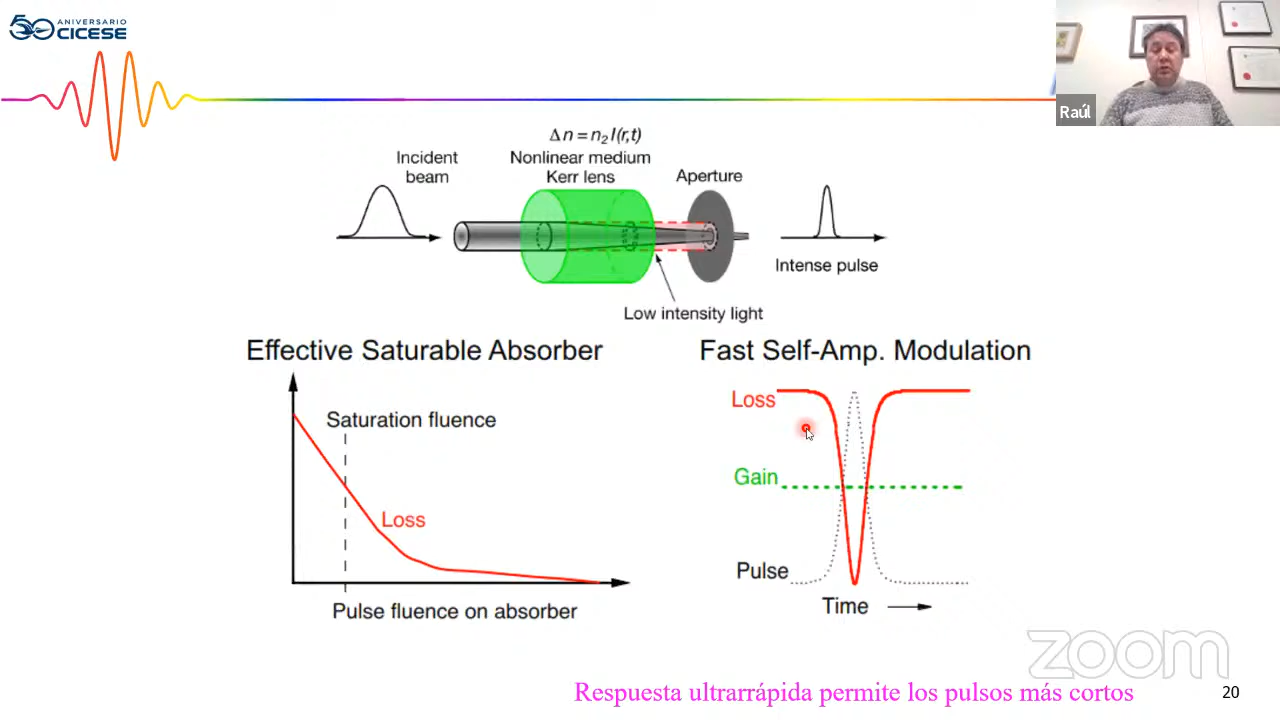 50 ANIVERSARIO
CICESE
Raúl
Δn = n₂I(r,t)
Incident
beam
Nonlinear medium
Kerr lens
Aperture
Intense pulse
Low intensity light
Effective Saturable Absorber
Saturation fluence
Loss
Pulse fluence on absorber
Fast Self-Amp. Modulation
Loss
Gain
Pulse
Time
zoom
Respuesta ultrarrápida permite los pulsos más cortos
20